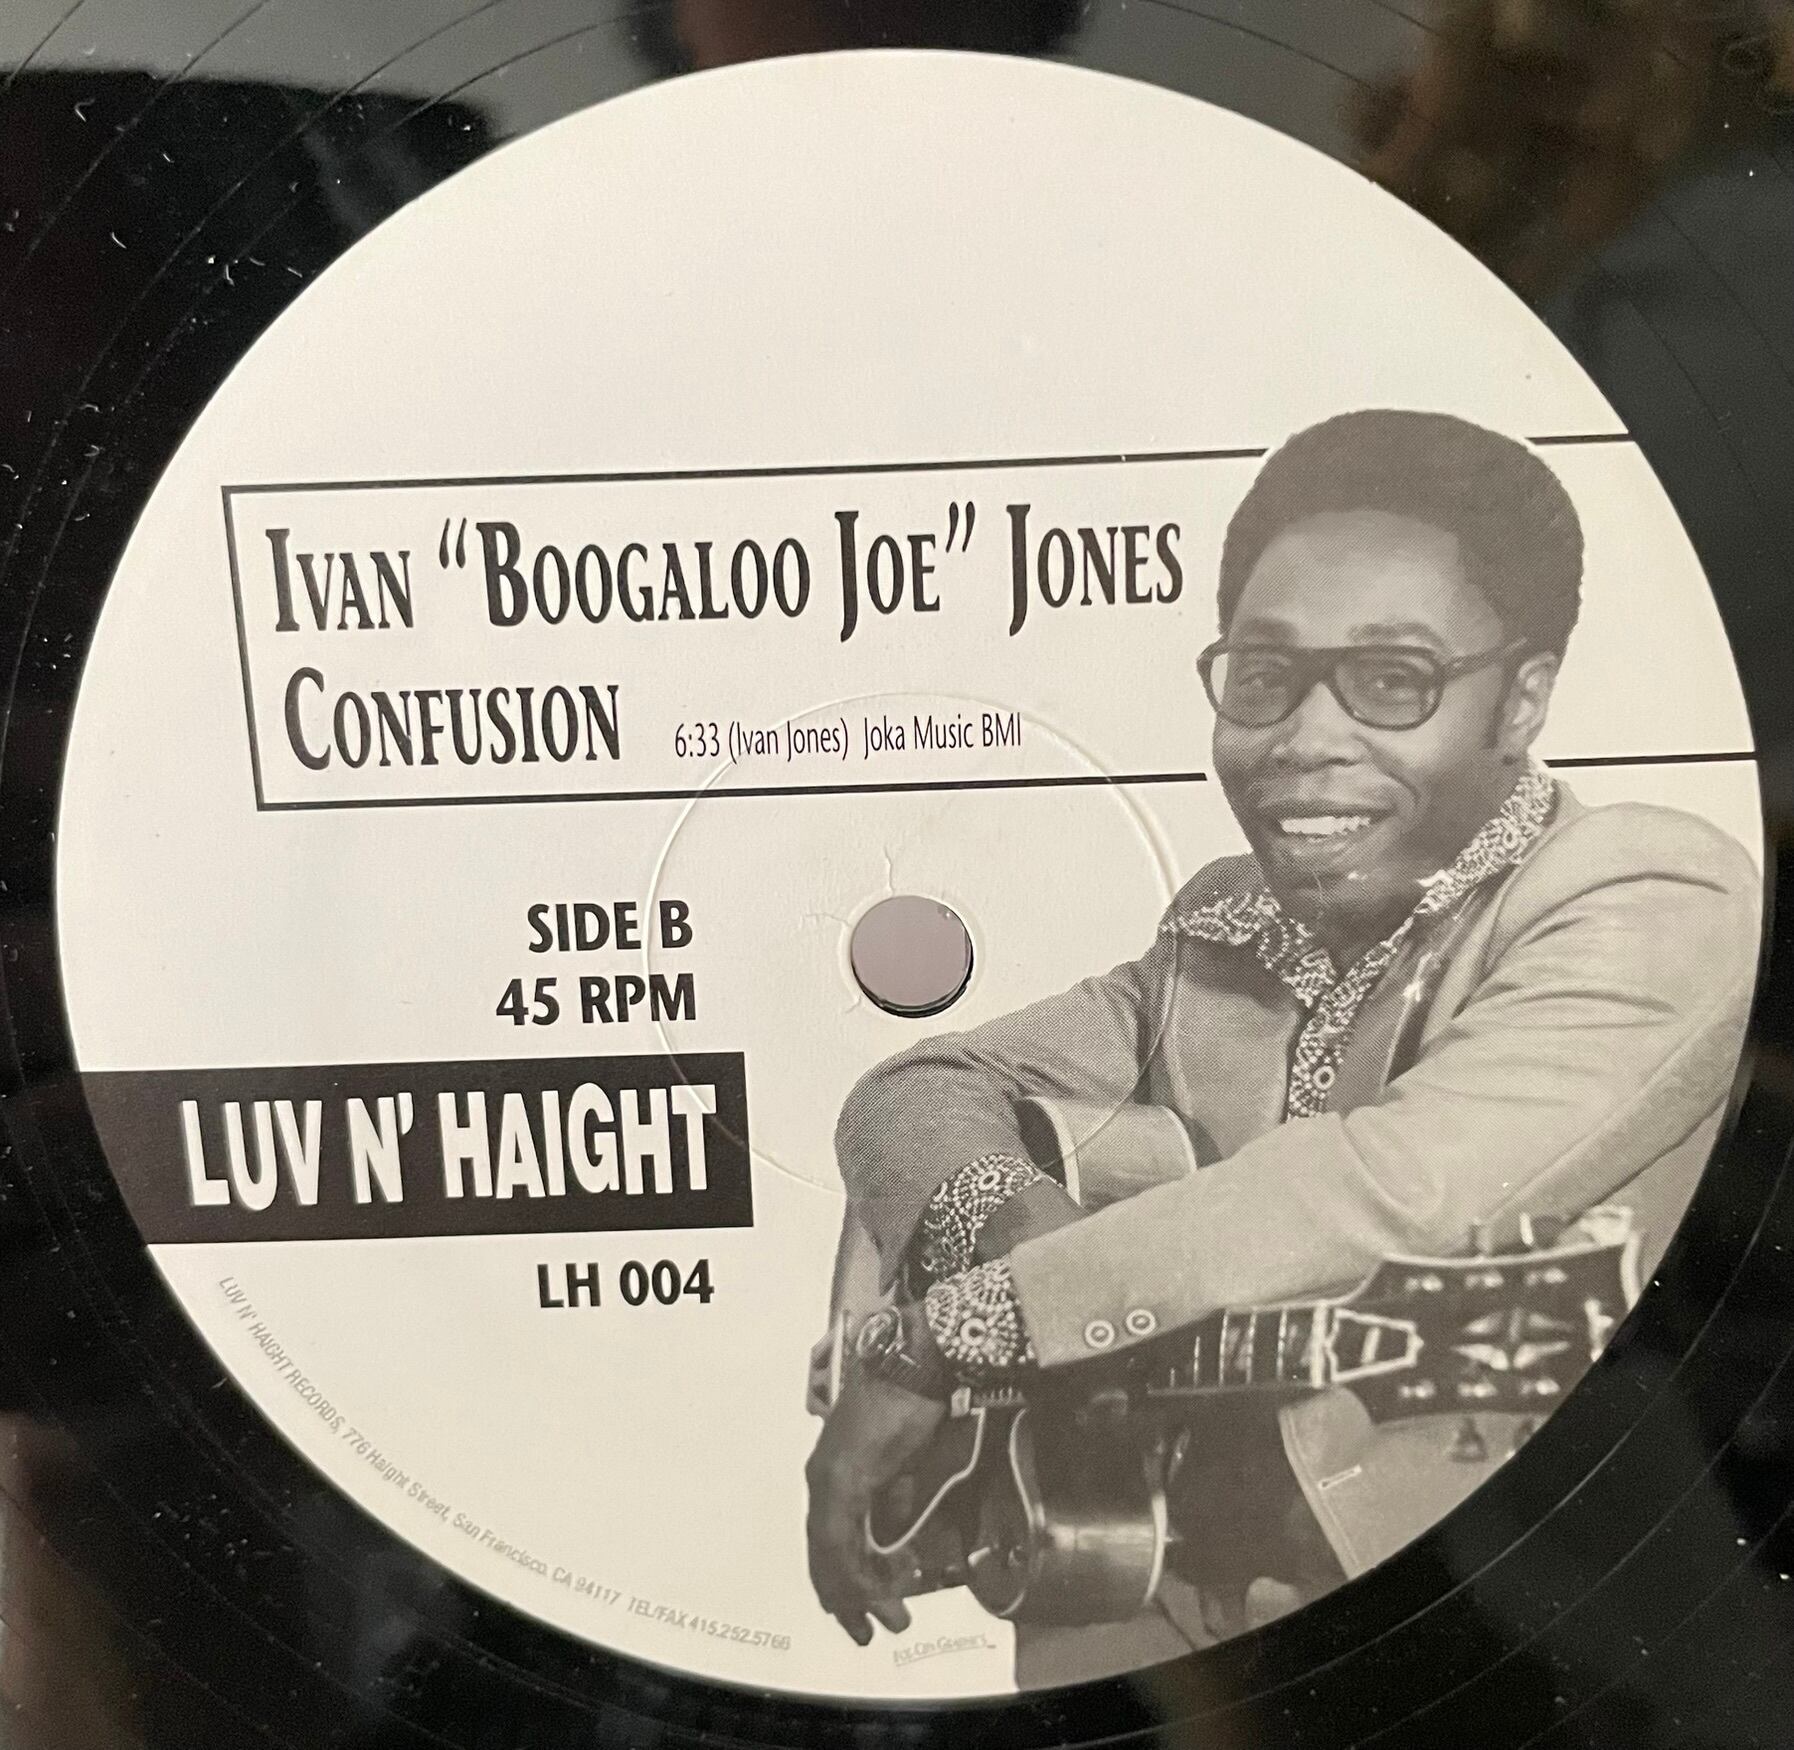 IVAN “BOOGALOO JOE” JONES
CONFUSION 6:33 (Ivan Jones) Joka Music BMI
SIDE B
45 RPM
LUV N' HAIGHT
LH 004
LUV N' HAIGHT RECORDS, 776 Haight Street, San Francisco, CA 94117 TEL/FAX 415.252.5766